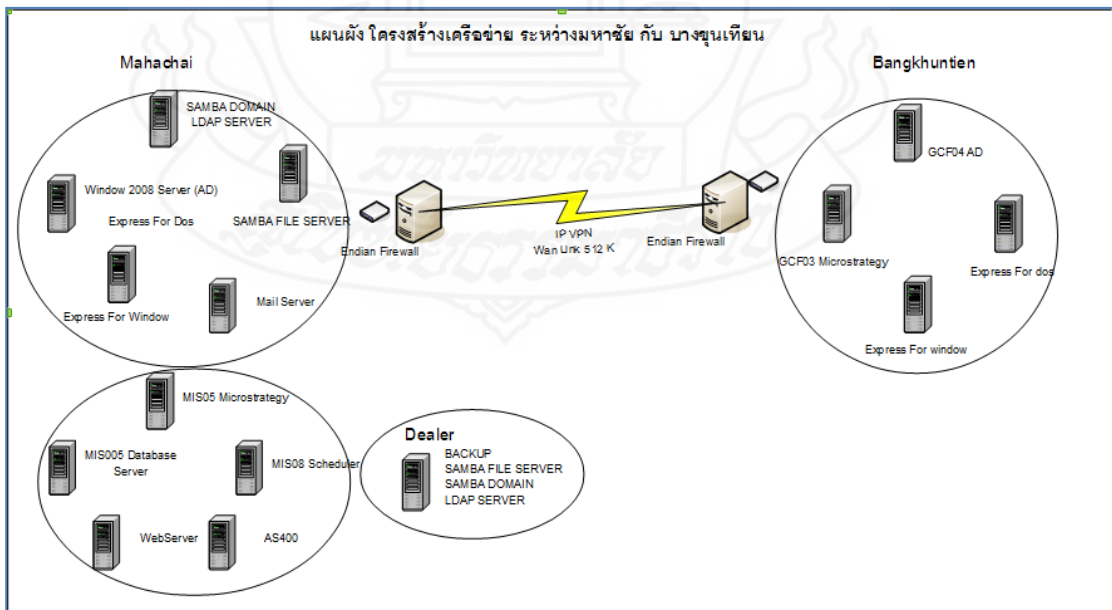 แผนผัง โครงสร้างเครือข่าย ระหว่างมหาชัย กับ บางขุนเทียน
Mahachai
Bangkhuntien
SAMBA DOMAIN
LDAP SERVER
Window 2008 Server (AD)
Express For Dos
SAMBA FILE SERVER
Express For Window
Mail Server
Endian Firewall
IP VPN
Wan Link 512 K
Endian Firewall
GCF04 AD
GCF03 Microstrategy
Express For dos
Express For window
MIS05 Microstrategy
MIS005 Database
Server
MIS08 Scheduler
WebServer
AS400
Dealer
BACKUP
SAMBA FILE SERVER
SAMBA DOMAIN
LDAP SERVER